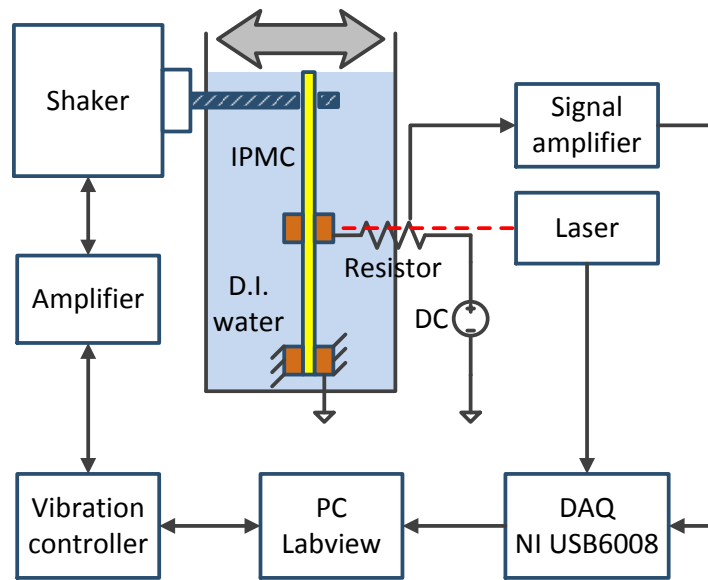 Shaker
Signal
amplifier
IPMC
Laser
Resistor
Amplifier
D.I.
water
DC
Vibration
controller
PC
Labview
DAQ
NI USB6008